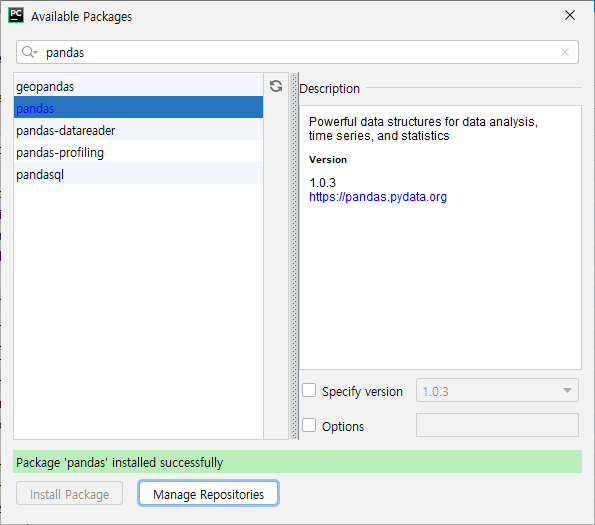 PC
Available Packages
pandas
geopandas
pandas
pandas-datareader
pandas-profiling
pandasql
Description
Powerful data structures for data analysis,
time series, and statistics
Version
1.0.3
https://pandas.pydata.org
Specify version
1.0.3
Options
Package 'pandas' installed successfully
Install Package
Manage Repositories